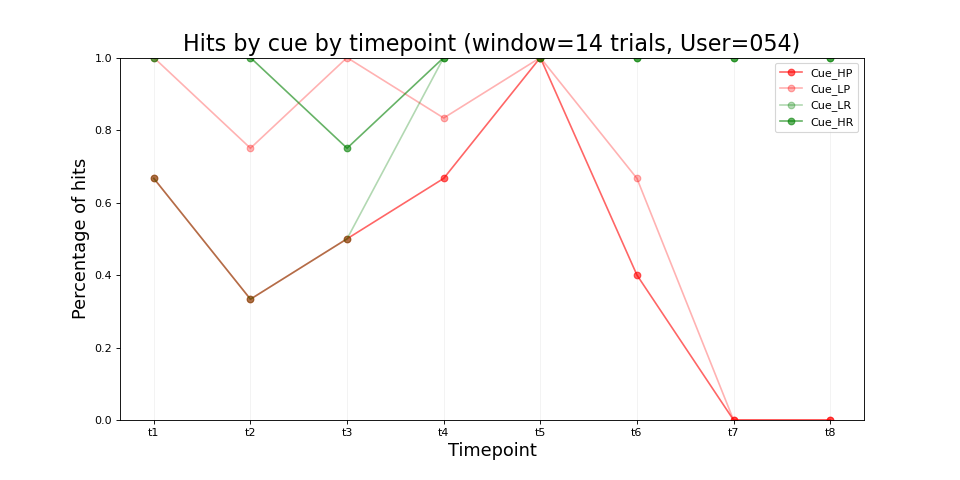 Hits by cue by timepoint (window=14 trials, User=054)
Percentage of hits
1.0
0.8
0.6
0.4
0.2
0.0
Cue_HP
Cue_LP
Cue_LR
Cue_HR
t1 t2 t3 t4 t5 t6 t7 t8
Timepoint